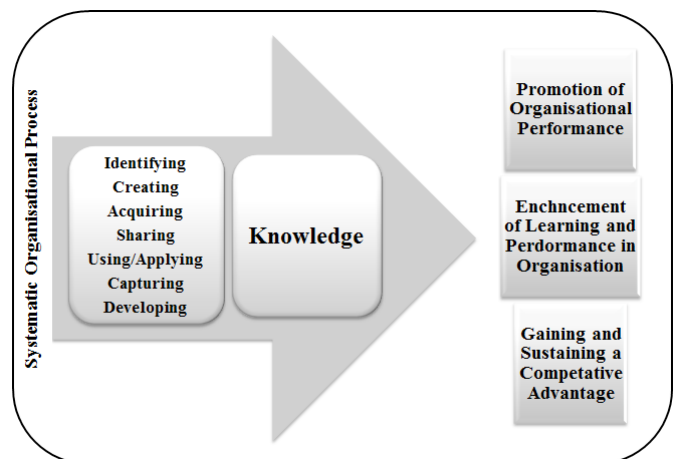 Systematic Organisational Process
Identifying
Creating
Acquiring
Sharing
Using/Applying
Capturing
Developing
Knowledge
Promotion of
Organisational
Performance
Enchncement
of Learning and
Perdormance in
Organisation
Gaining and
Sustaining a
Competative
Advantage